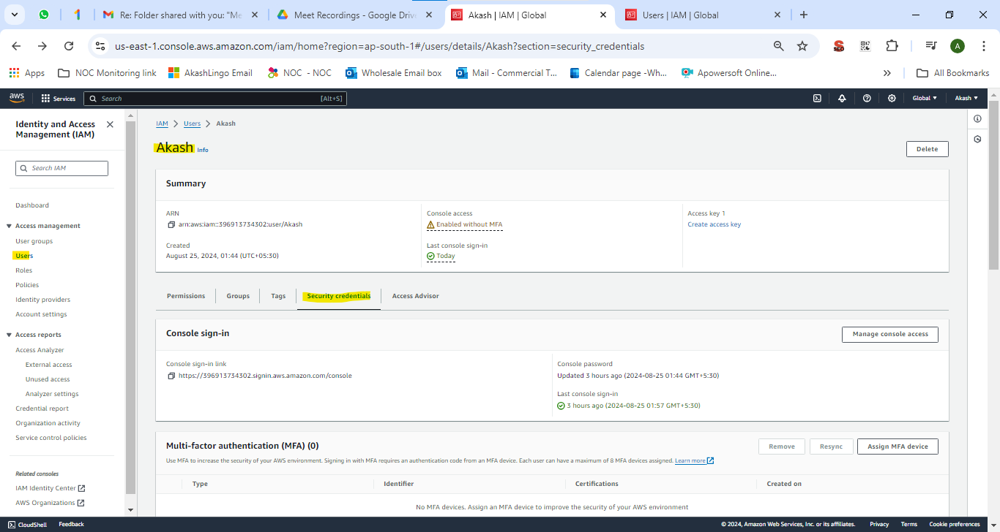 Re: Folder shared with you: "Me
Meet Recordings - Google Drive
Akash | IAM | Global
Users | IAM | Global
us-east-1.console.aws.amazon.com/iam/home?region=ap-south-1#/users/details/Akash?section=security_credentials
SEO
A
Apps
NOC Monitoring link
AkashLingo Email
NOC - NOC
Wholesale Email box
Mail - Commercial T...
Calendar page -Wh...
Apowersoft Online...
All Bookmarks
aws
Services
Search
[Alt+S]
Global
Akash
Identity and Access
Management (IAM)
Search IAM
Dashboard
Access management
User groups
Users
Roles
Policies
Identity providers
Account settings
Access reports
Access Analyzer
External access
Unused access
Analyzer settings
Credential report
Organization activity
Service control policies
Related consoles
IAM Identity Center
AWS Organizations
IAM
Users
Akash
Akash Info
Delete
Summary
ARN
arn:aws:iam::396913734302:user/Akash
Created
August 25, 2024, 01:44 (UTC+05:30)
Console access
Enabled without MFA
Last console sign-in
Today
Access key 1
Create access key
Permissions
Groups
Tags
Security credentials
Access Advisor
Console sign-in
Manage console access
Console sign-in link
https://396913734302.signin.aws.amazon.com/console
Console password
Updated 3 hours ago (2024-08-25 01:44 GMT+5:30)
Last console sign-in
3 hours ago (2024-08-25 01:57 GMT+5:30)
Multi-factor authentication (MFA) (0)
Remove
Resync
Assign MFA device
Use MFA to increase the security of your AWS environment. Signing in with MFA requires an authentication code from an MFA device. Each user can have a maximum of 8 MFA devices assigned. Learn more
Type
Identifier
Certifications
Created on
No MFA devices. Assign an MFA device to improve the security of your AWS environment
CloudShell
Feedback
© 2024, Amazon Web Services, Inc. or its affiliates.
Privacy
Terms
Cookie preferences